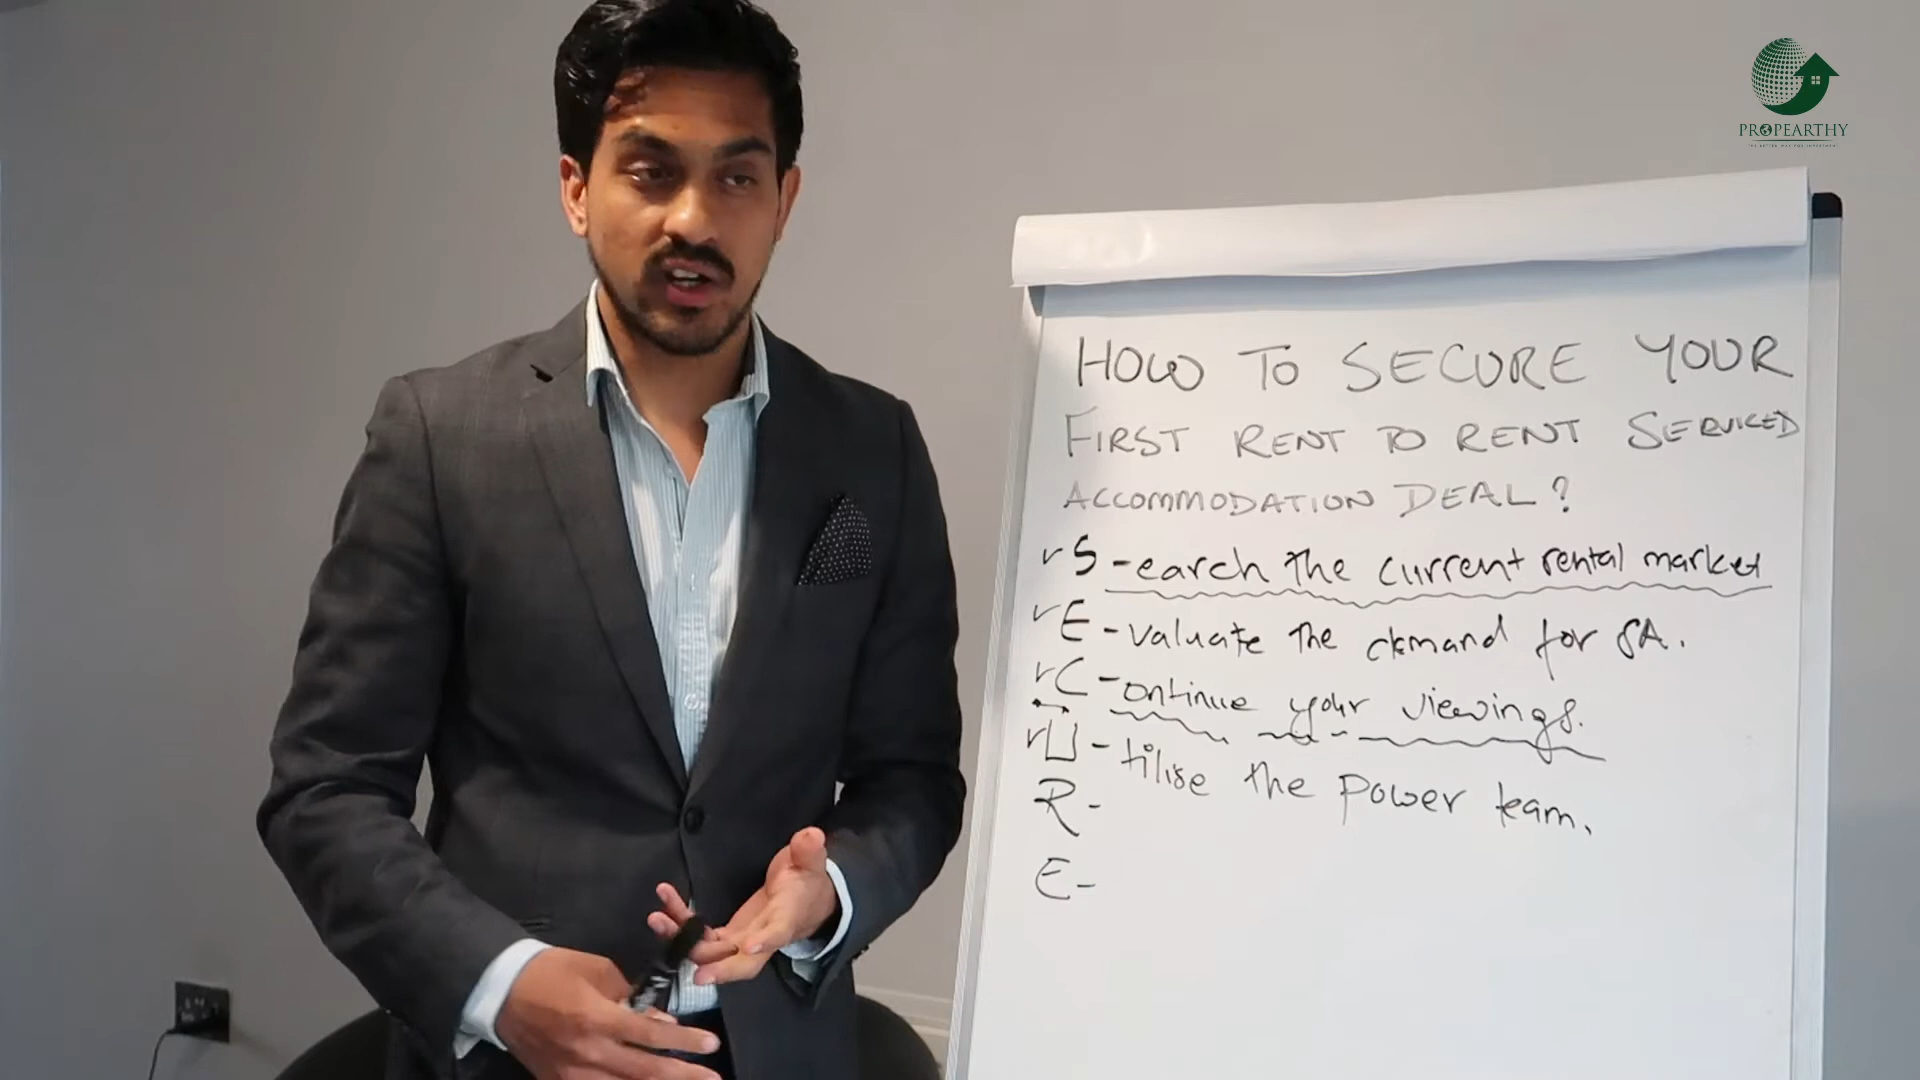 PROPEARTHY
HOW TO SECURE YOUR
FIRST RENT TO RENT SERVICED
ACCOMMODATION DEAL?
S-earch the current rental market
E-valuate the demand for SA.
C-ontinue your viewings.
U-tilise the power team.
R-
E-